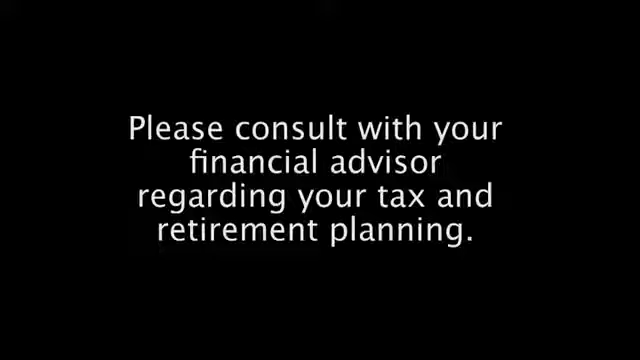 Please consult with your
financial advisor
regarding your tax and
retirement planning.